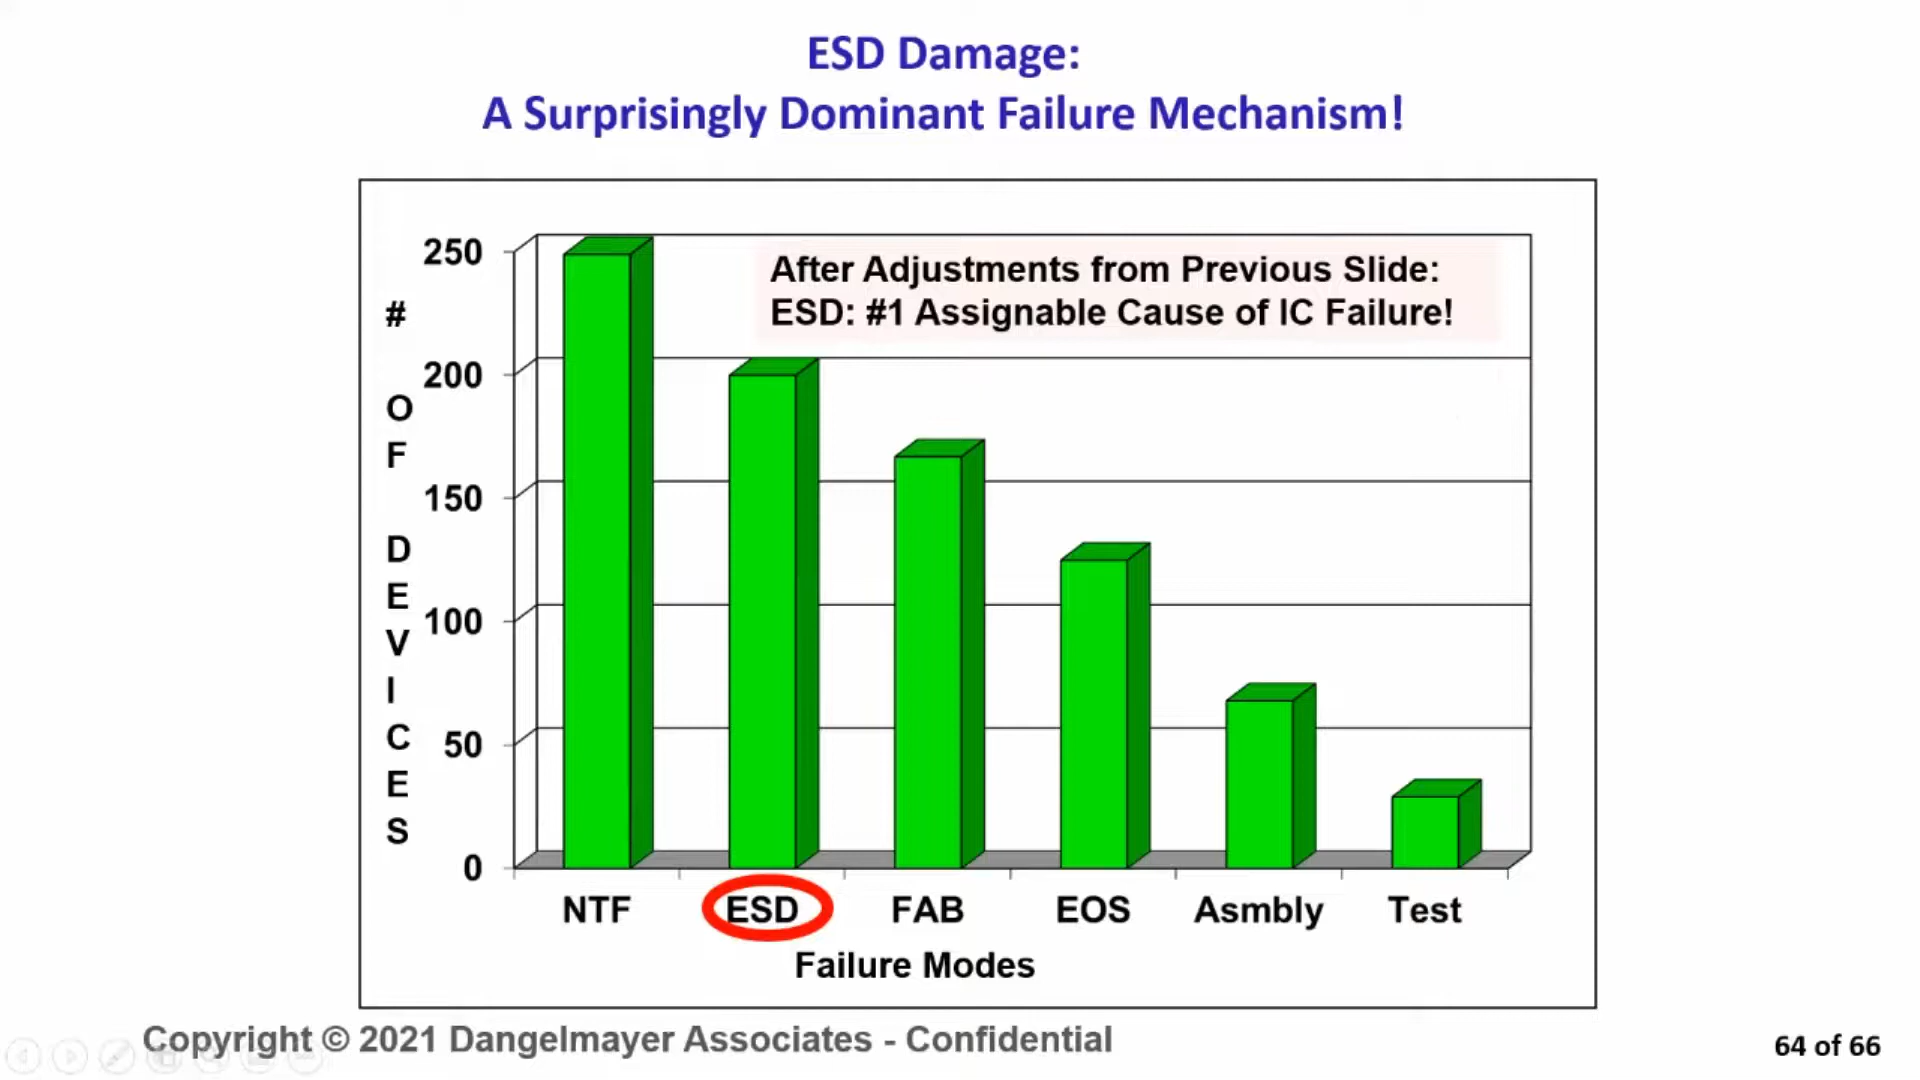 ESD Damage:
A Surprisingly Dominant Failure Mechanism!
After Adjustments from Previous Slide:
ESD: #1 Assignable Cause of IC Failure!
# OF DEVICES
250
200
150
100
50
0
NTF ESD FAB EOS Asmbly Test
Failure Modes
Copyright © 2021 Dangelmayer Associates - Confidential
64 of 66